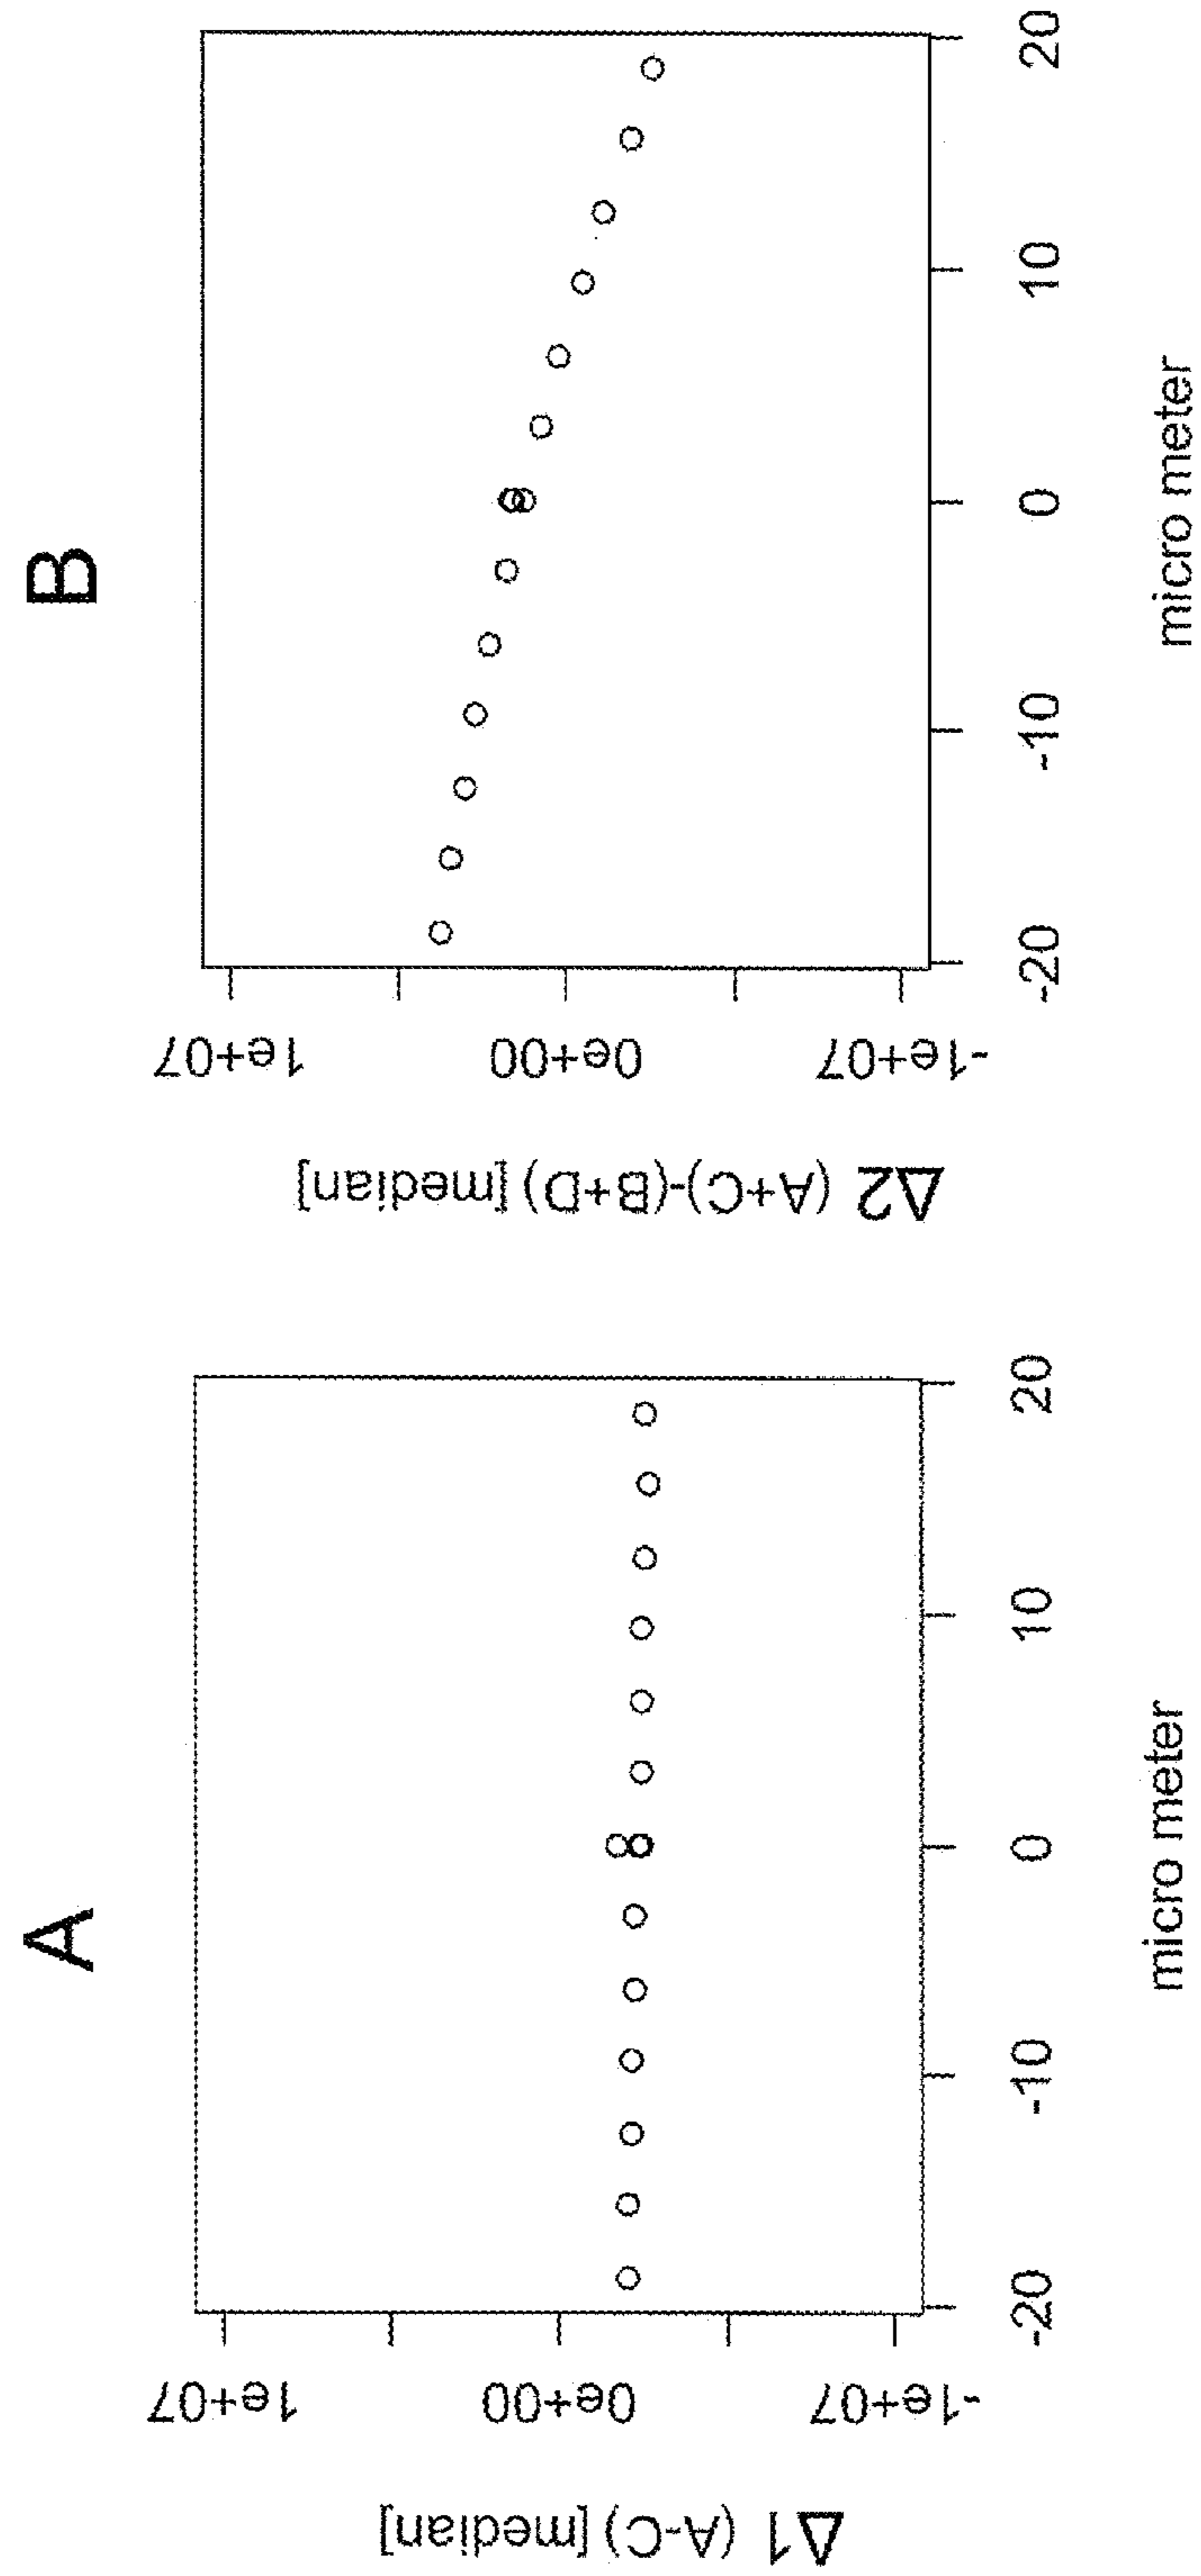 A
Δ1 (A-C) [median]
1e+07
0e+00
-1e+07
-20
-10
0
10
20
micro meter
B
Δ2 (A+C)-(B+D) [median]
1e+07
0e+00
-1e+07
-20
-10
0
10
20
micro meter